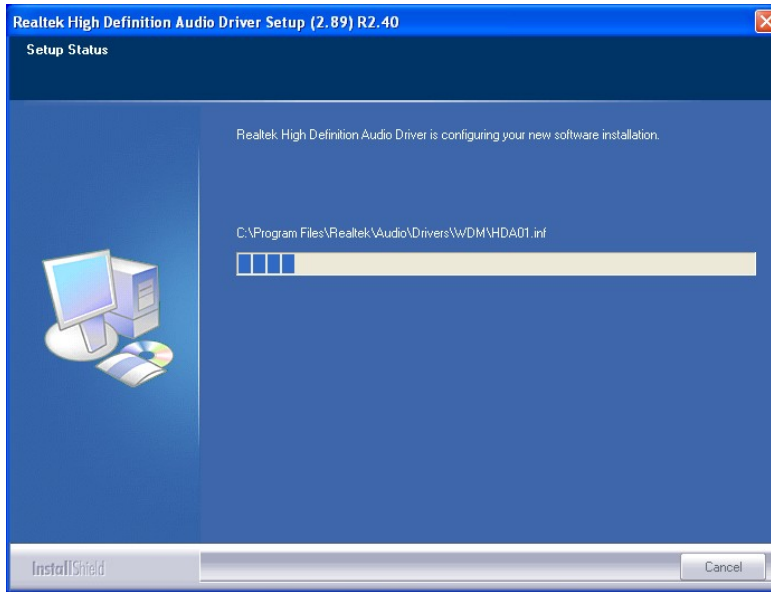 Realtek High Definition Audio Driver Setup (2.89) R2.40
Setup Status
Realtek High Definition Audio Driver is configuring your new software installation.
C:\Program Files\Realtek\Audio\Drivers\WDM\HDA01.inf
InstallShield
Cancel